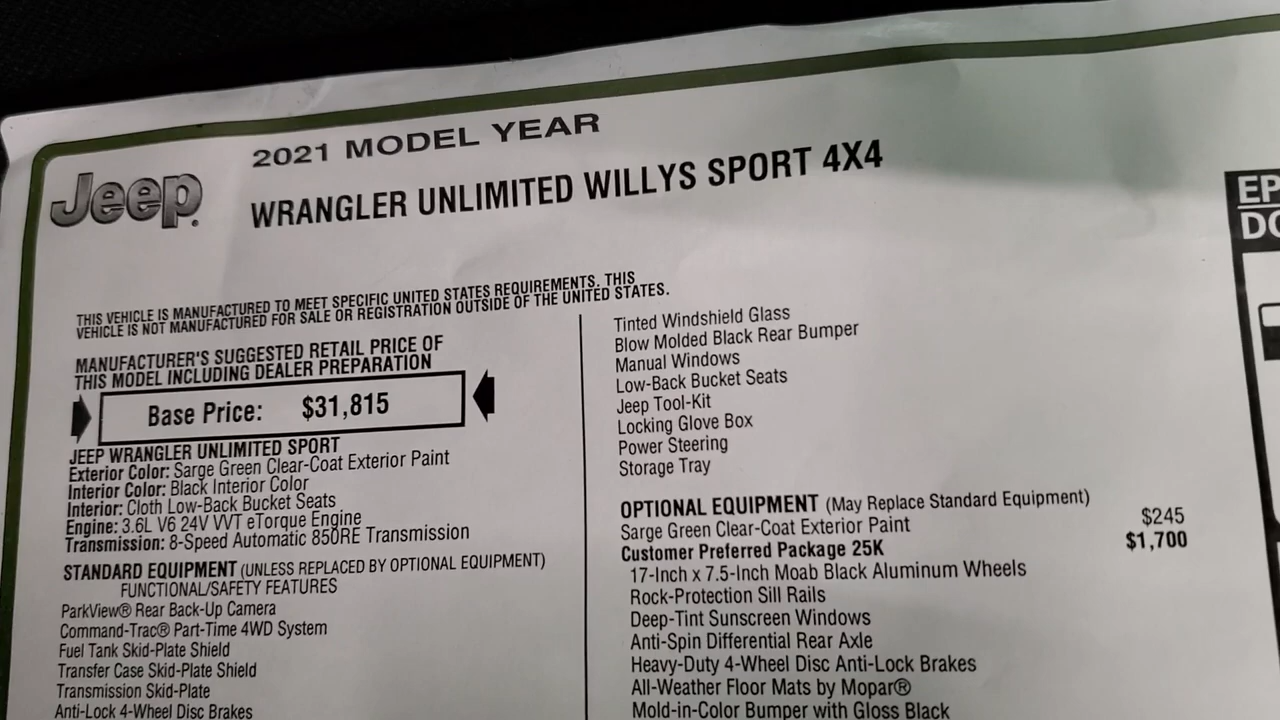 2021 MODEL YEAR
Jeep
WRANGLER UNLIMITED WILLYS SPORT 4X4
THIS VEHICLE IS MANUFACTURED TO MEET SPECIFIC UNITED STATES REQUIREMENTS. THIS
VEHICLE IS NOT MANUFACTURED FOR SALE OR REGISTRATION OUTSIDE OF THE UNITED STATES.
MANUFACTURER'S SUGGESTED RETAIL PRICE OF
THIS MODEL INCLUDING DEALER PREPARATION
Base Price: $31,815
JEEP WRANGLER UNLIMITED SPORT
Exterior Color: Sarge Green Clear-Coat Exterior Paint
Interior Color: Black Interior Color
Interior: Cloth Low-Back Bucket Seats
Engine: 3.6L V6 24V VVT eTorque Engine
Transmission: 8-Speed Automatic 850RE Transmission
STANDARD EQUIPMENT (UNLESS REPLACED BY OPTIONAL EQUIPMENT)
FUNCTIONAL/SAFETY FEATURES
ParkView® Rear Back-Up Camera
Command-Trac® Part-Time 4WD System
Fuel Tank Skid-Plate Shield
Transfer Case Skid-Plate Shield
Transmission Skid-Plate
Anti-Lock 4-Wheel Disc Brakes
Tinted Windshield Glass
Blow Molded Black Rear Bumper
Manual Windows
Low-Back Bucket Seats
Jeep Tool-Kit
Locking Glove Box
Power Steering
Storage Tray
OPTIONAL EQUIPMENT (May Replace Standard Equipment)
Sarge Green Clear-Coat Exterior Paint $245
Customer Preferred Package 25K $1,700
17-Inch x 7.5-Inch Moab Black Aluminum Wheels
Rock-Protection Sill Rails
Deep-Tint Sunscreen Windows
Anti-Spin Differential Rear Axle
Heavy-Duty 4-Wheel Disc Anti-Lock Brakes
All-Weather Floor Mats by Mopar®
Mold-in-Color Bumper with Gloss Black
EP
DO